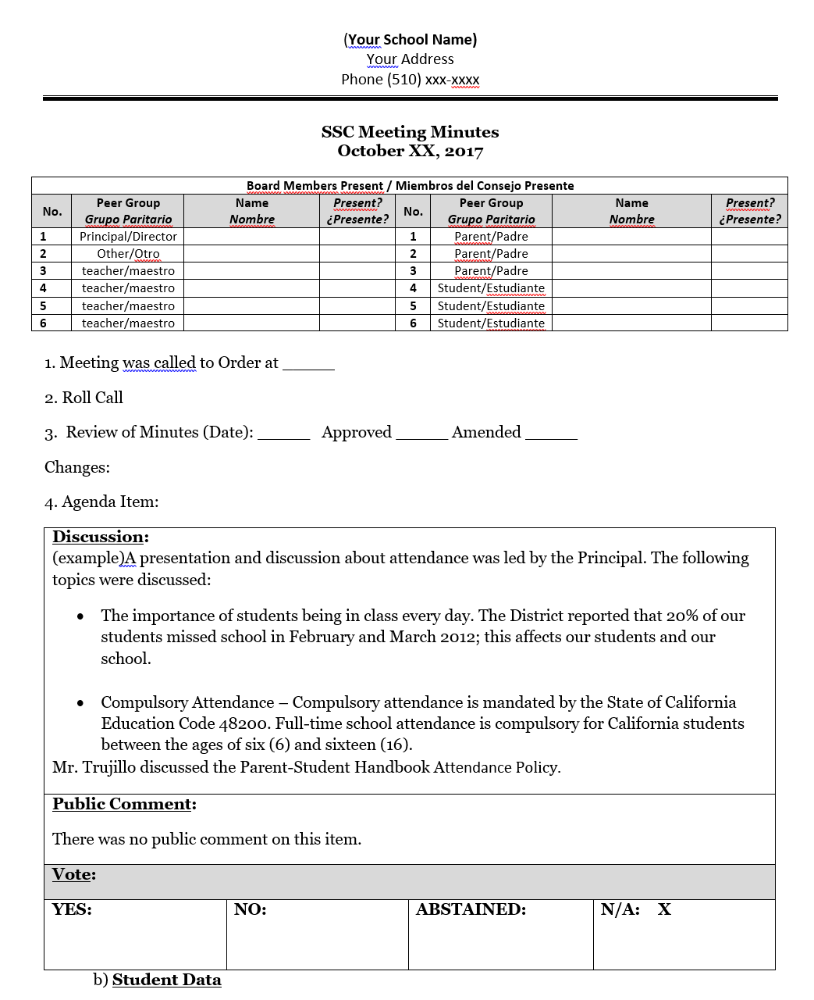 (Your School Name)
Your Address
Phone (510) xxx-xxxx
SSC Meeting Minutes
October XX, 2017
Board Members Present / Miembros del Consejo Presente
No. Peer Group Grupo Paritario Name Nombre Present? ¿Presente? No. Peer Group Grupo Paritario Name Nombre Present? ¿Presente?
1 Principal/Director 1 Parent/Padre
2 Other/Otro 2 Parent/Padre
3 teacher/maestro 3 Parent/Padre
4 teacher/maestro 4 Student/Estudiante
5 teacher/maestro 5 Student/Estudiante
6 teacher/maestro 6 Student/Estudiante
1. Meeting was called to Order at ______
2. Roll Call
3. Review of Minutes (Date): ______ Approved ______ Amended ______
Changes:
4. Agenda Item:
Discussion:
(example)A presentation and discussion about attendance was led by the Principal. The following
topics were discussed:
• The importance of students being in class every day. The District reported that 20% of our
students missed school in February and March 2012; this affects our students and our
school.
• Compulsory Attendance – Compulsory attendance is mandated by the State of California
Education Code 48200. Full-time school attendance is compulsory for California students
between the ages of six (6) and sixteen (16).
Mr. Trujillo discussed the Parent-Student Handbook Attendance Policy.
Public Comment:
There was no public comment on this item.
Vote:
YES: NO: ABSTAINED: N/A: X
b) Student Data